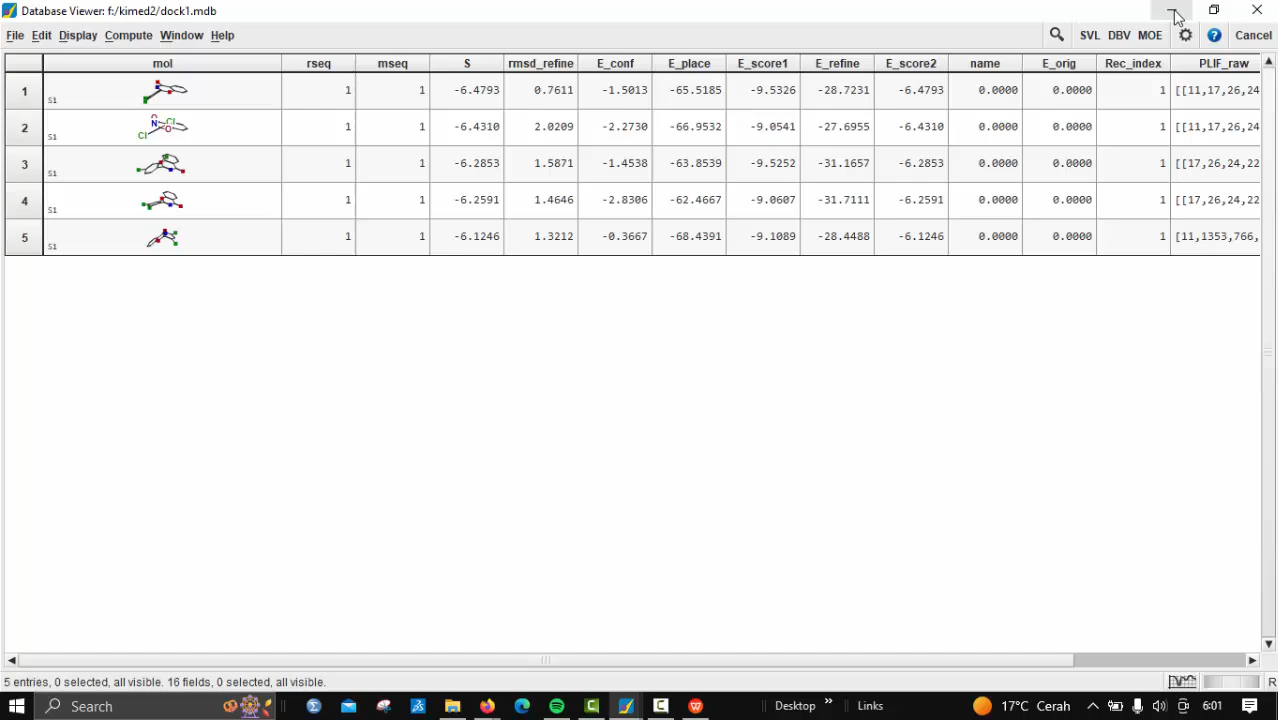 Database Viewer: f:/kimed2/dock1.mdb
File Edit Display Compute Window Help SVL DBV MOE Cancel
mol rseq mseq S rmsd_refine E_conf E_place E_score1 E_refine E_score2 name E_orig Rec_index PLIF_raw
1 S1 1 1 -6.4793 0.7611 -1.5013 -65.5185 -9.5326 -28.7231 -6.4793 0.0000 0.0000 1 [[11,17,26,24
2 S1 N Cl Cl O 1 1 -6.4310 2.0209 -2.2730 -66.9532 -9.0541 -27.6955 -6.4310 0.0000 0.0000 1 [[11,17,26,24
3 S1 1 1 -6.2853 1.5871 -1.4538 -63.8539 -9.5252 -31.1657 -6.2853 0.0000 0.0000 1 [[17,26,24,22
4 S1 1 1 -6.2591 1.4646 -2.8306 -62.4667 -9.0607 -31.7111 -6.2591 0.0000 0.0000 1 [[17,26,24,22
5 S1 1 1 -6.1246 1.3212 -0.3667 -68.4391 -9.1089 -28.4488 -6.1246 0.0000 0.0000 1 [11,1353,766,
5 entries, 0 selected, all visible. 16 fields, 0 selected, all visible. R
Search Desktop Links 17°C Cerah 6:01